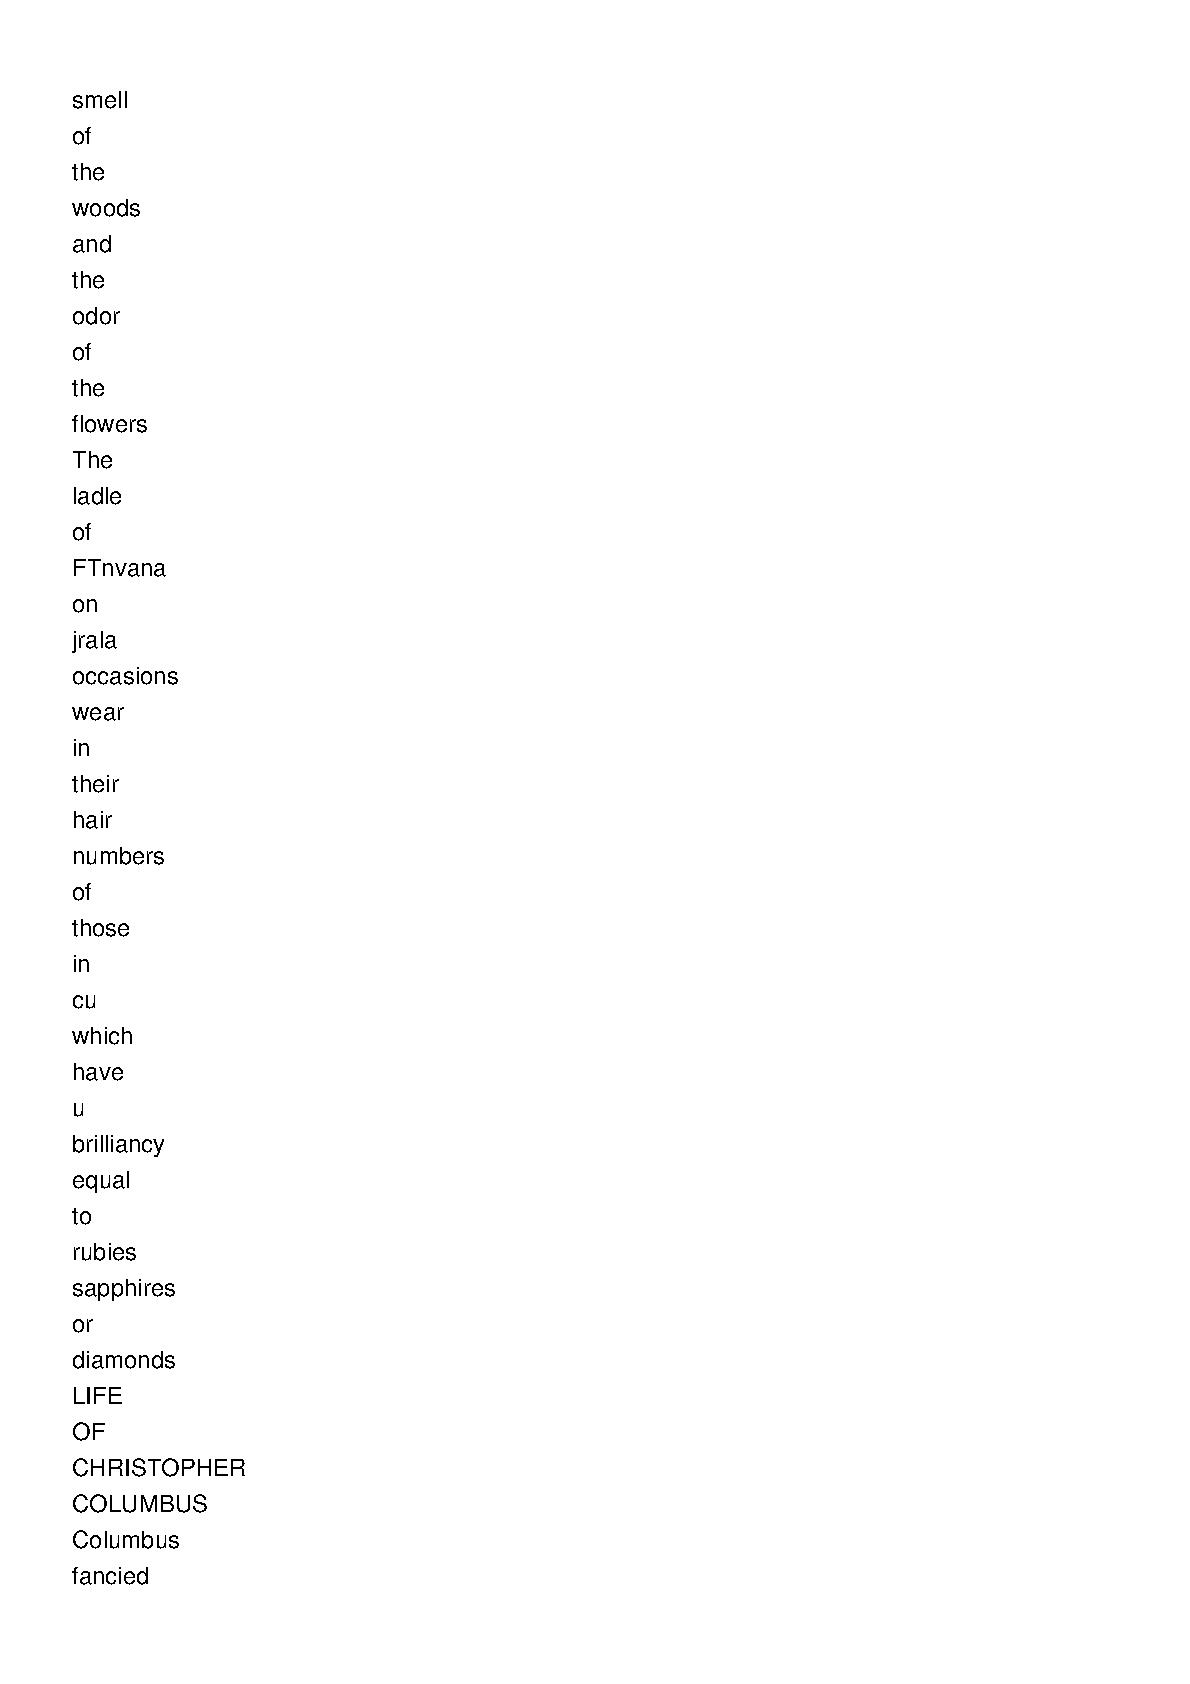 smell
of
the
woods
and
the
odor
of
the
flowers
The
ladle
of
FTnvana
on
jrala
occasions
wear
in
their
hair
numbers
of
those
in
cu
which
have
u
brilliancy
equal
to
rubies
sapphires
or
diamonds
LIFE
OF
CHRISTOPHER
COLUMBUS
Columbus
fancied